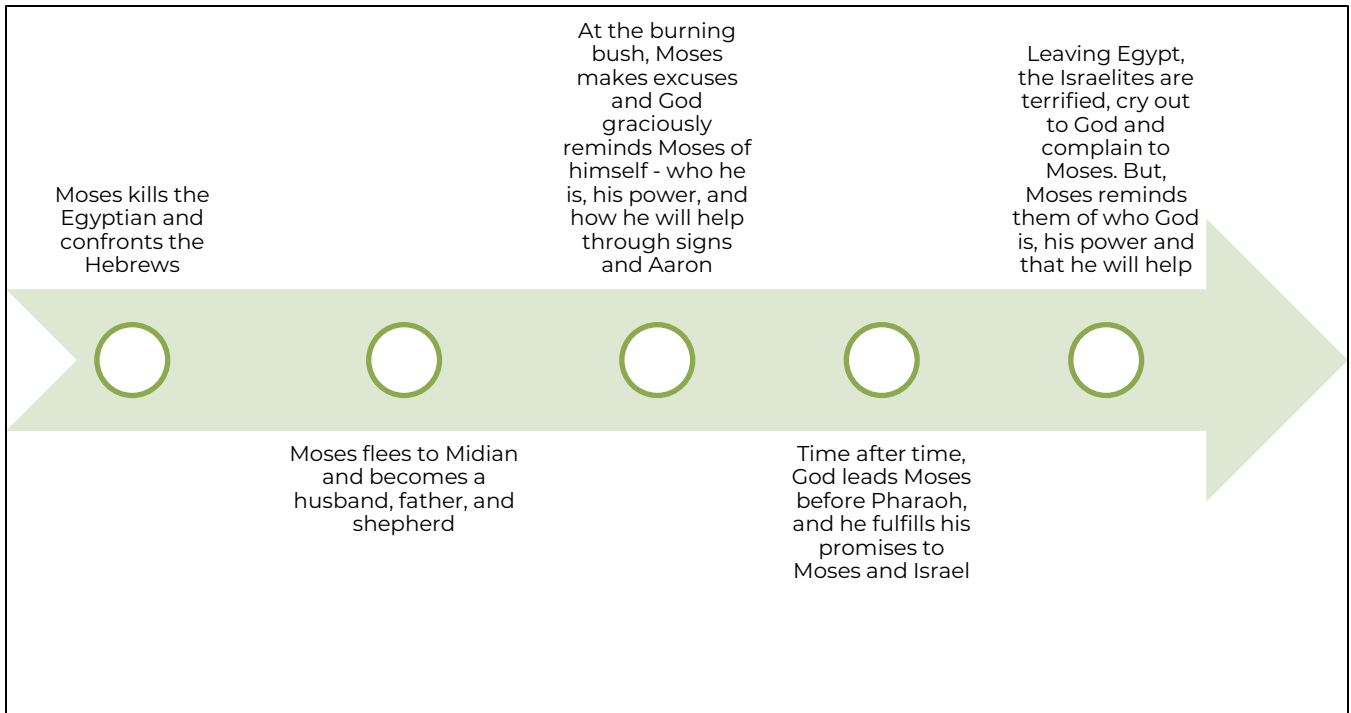 Moses kills the
Egyptian and
confronts the
Hebrews
Moses flees to Midian
and becomes a
husband, father, and
shepherd
At the burning
bush, Moses
makes excuses
and God
graciously
reminds Moses of
himself - who he
is, his power, and
how he will help
through signs
and Aaron
Time after time,
God leads Moses
before Pharaoh,
and he fulfills his
promises to
Moses and Israel
Leaving Egypt,
the Israelites are
terrified, cry out
to God and
complain to
Moses. But,
Moses reminds
them of who God
is, his power and
that he will help